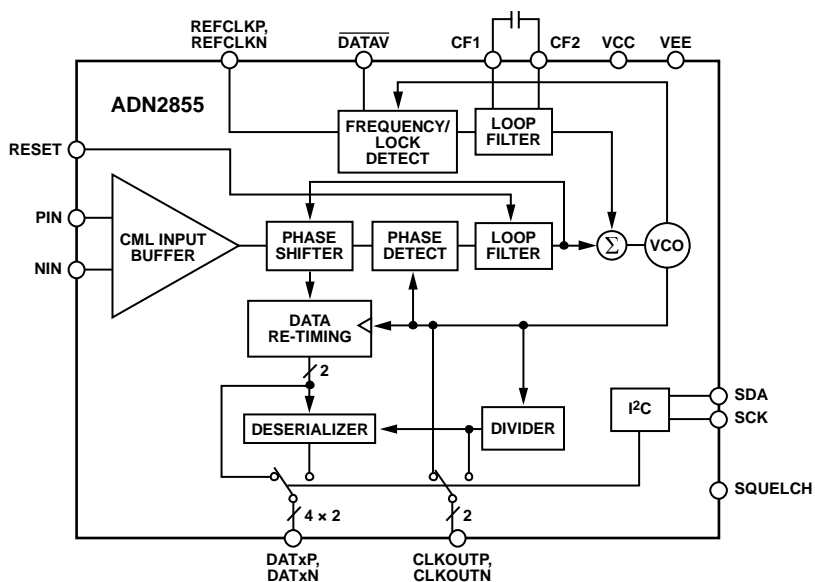 REFCLKP,
REFCLKN
DATAV
CF1
CF2
VCC
VEE
ADN2855
FREQUENCY/
LOCK
DETECT
LOOP
FILTER
RESET
PIN
NIN
CML INPUT
BUFFER
PHASE
SHIFTER
PHASE
DETECT
LOOP
FILTER
Σ
VCO
DATA
RE-TIMING
2
DESERIALIZER
DIVIDER
I²C
SDA
SCK
SQUELCH
4 × 2
2
DATxP,
DATxN
CLKOUTP,
CLKOUTN